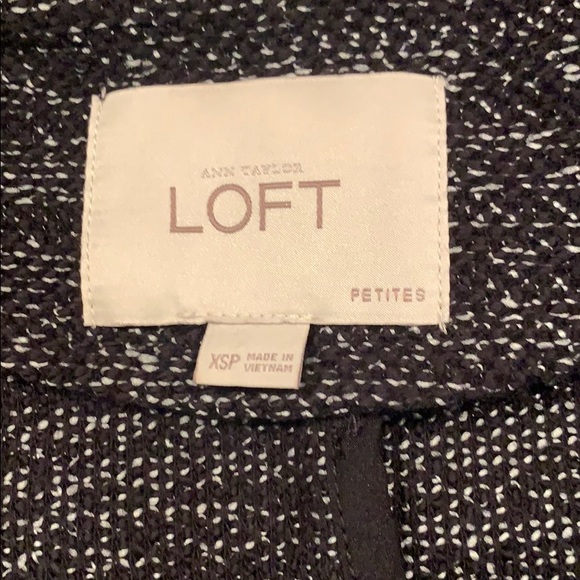 ANN TAYLOR
LOFT
PETITES
XSP MADE IN
VIETNAM